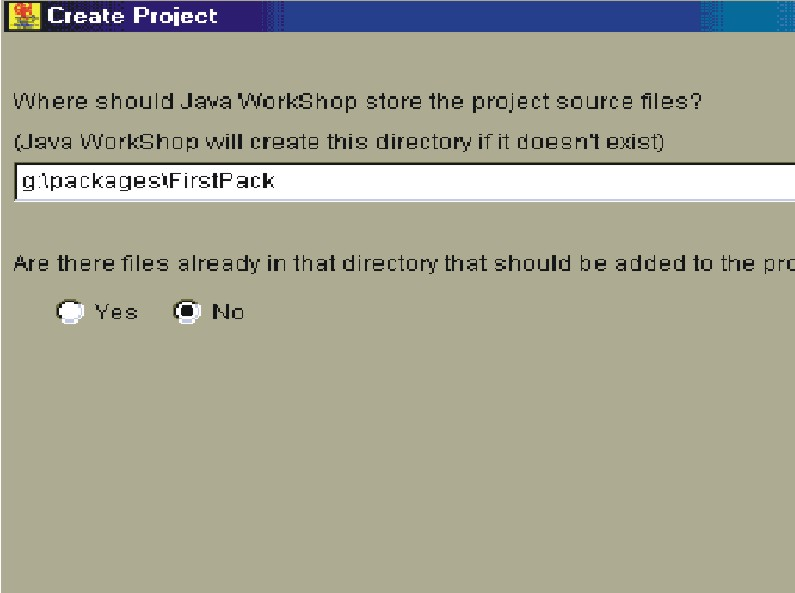 Create Project
Where should Java WorkShop store the project source files?
(Java WorkShop will create this directory if it doesn't exist)
g:\packages\FirstPack
Are there files already in that directory that should be added to the pro
Yes No